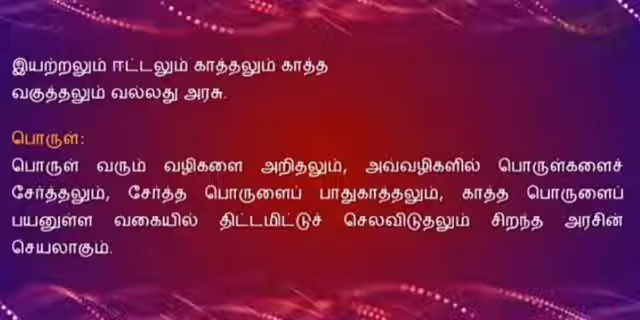 இயற்றலும் ஈட்டலும் காத்தலும் காத்த
வகுத்தலும் வல்லது அரசு.
பொருள்:
பொருள் வரும் வழிகளை அறிதலும், அவ்வழிகளில் பொருள்களைச்
சேர்த்தலும், சேர்த்த பொருளைப் பாதுகாத்தலும், காத்த பொருளைப்
பயனுள்ள வகையில் திட்டமிட்டுச் செலவிடுதலும் சிறந்த அரசின்
செயலாகும்.